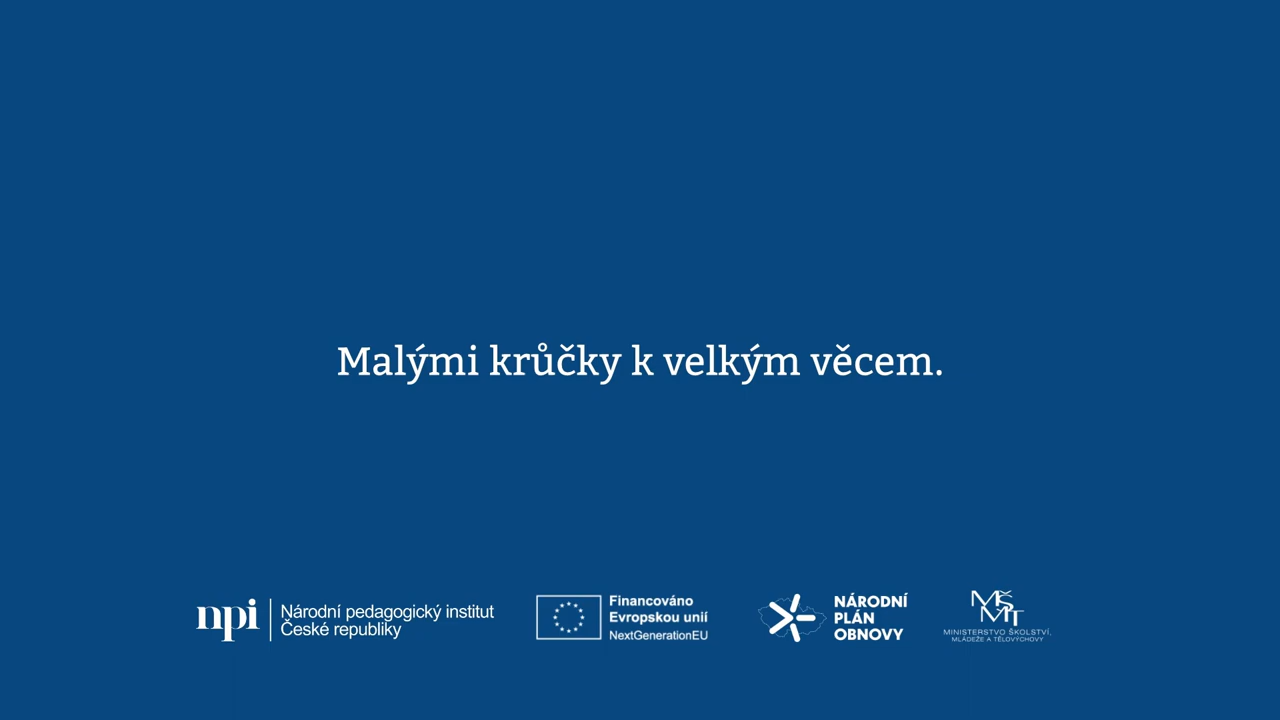 Malými krůčky k velkým věcem.
npi
Národní pedagogický institut
České republiky
Financováno
Evropskou unií
NextGenerationEU
NÁRODNÍ
PLÁN
OBNOVY
MŠMT
MINISTERSTVO ŠKOLSTVÍ,
MLÁDEŽE A TĚLOVÝCHOVY